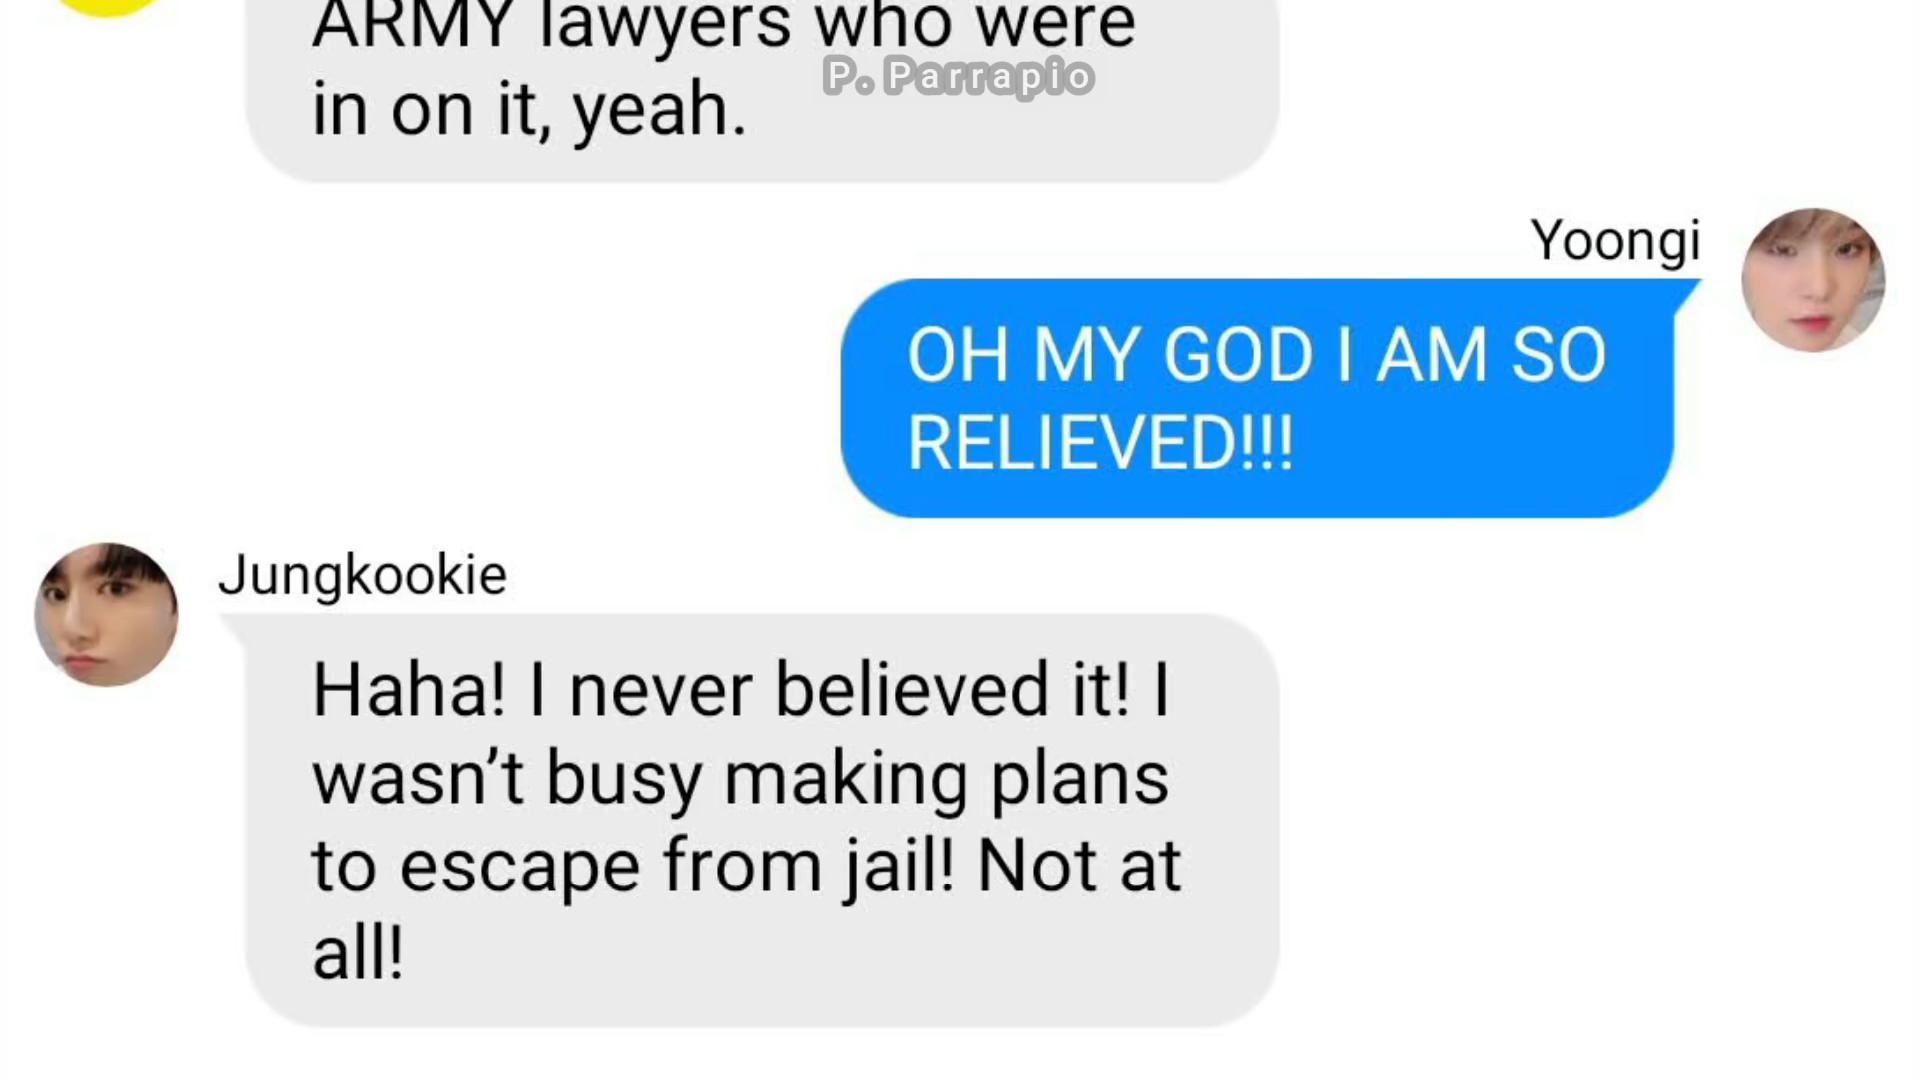 ARMY lawyers who were
P. Parrapio
in on it, yeah.
Yoongi
OH MY GOD I AM SO
RELIEVED!!!
Jungkookie
Haha! I never believed it! I
wasn’t busy making plans
to escape from jail! Not at
all!